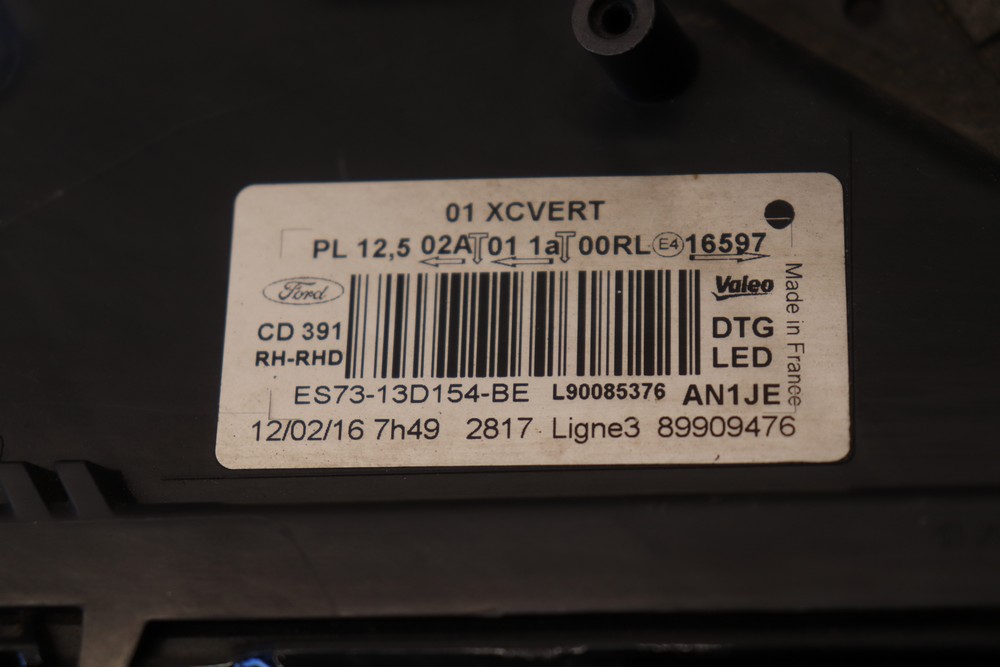 01 XCVERT
PL 12,5 02A 01 1a 00RL E4 16597
Ford
Valeo
CD 391
DTG
RH-RHD
LED
ES73-13D154-BE L90085376 AN1JE
12/02/16 7h49 2817 Ligne3 89909476
Made in France